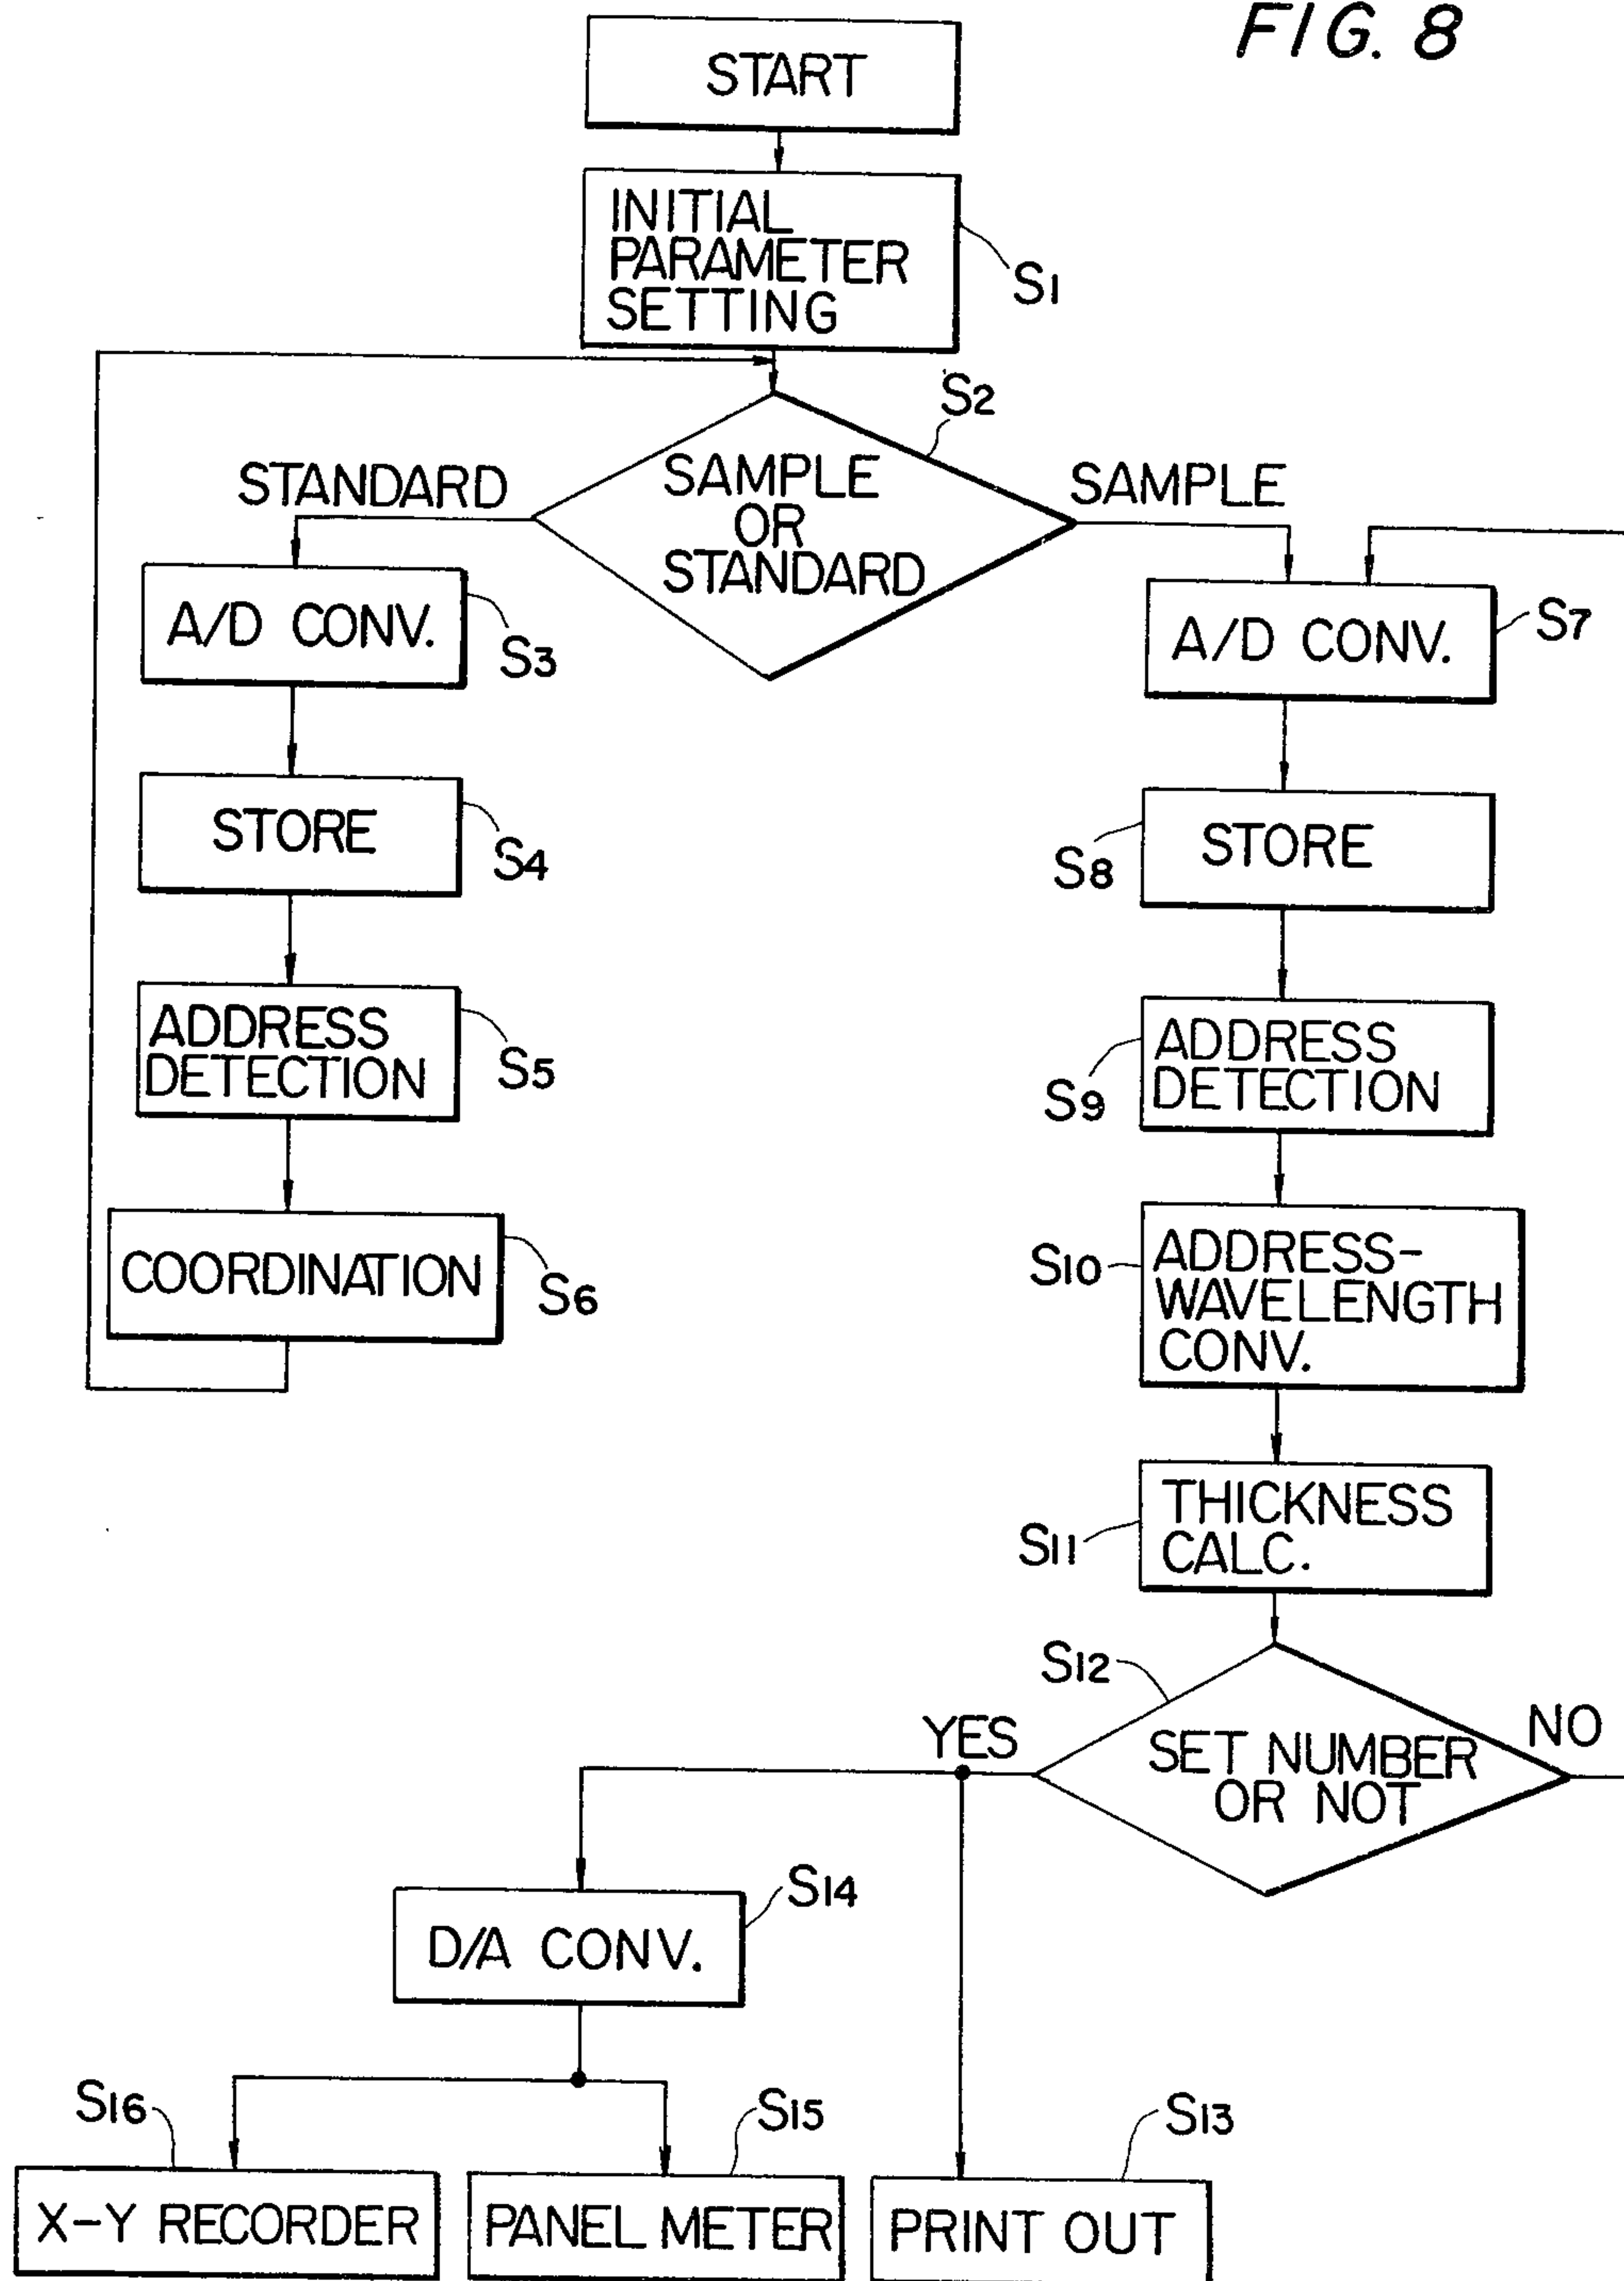 FIG. 8
START
INITIAL
PARAMETER
SETTING
S1
S2
SAMPLE
OR
STANDARD
STANDARD
SAMPLE
A/D CONV.
S3
STORE
S4
ADDRESS
DETECTION
S5
COORDINATION
S6
A/D CONV.
S7
STORE
S8
ADDRESS
DETECTION
S9
ADDRESS-
WAVELENGTH
CONV.
S10
THICKNESS
CALC.
S11
S12
SET NUMBER
OR NOT
YES
NO
D/A CONV.
S14
S16
S15
S13
X-Y RECORDER
PANEL METER
PRINT OUT